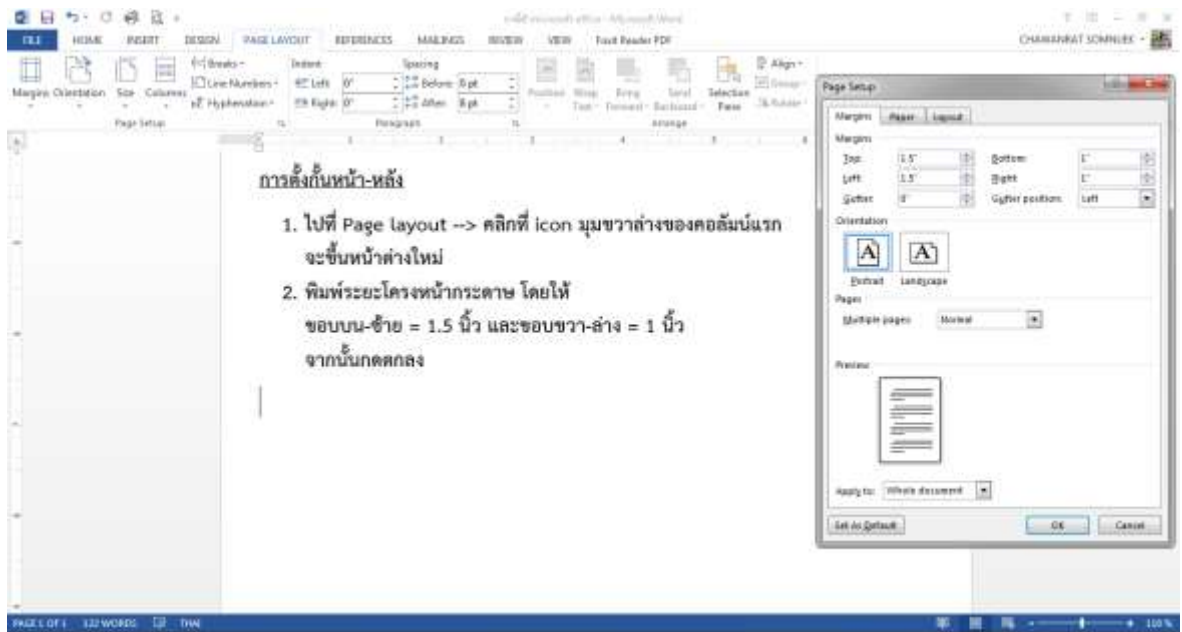 การใช้ microsoft office - Microsoft Word
FILE HOME INSERT DESIGN PAGE LAYOUT REFERENCES MAILINGS REVIEW VIEW Foxit Reader PDF
CHAWANRAT SOMNUEK
Breaks Indent Spacing Align
Margins Orientation Size Columns Line Numbers Left 0" Before: 0 pt Position Wrap Text Bring Forward Send Backward Selection Pane Group
Hyphenation Right 0" After: 8 pt Rotate
Page Setup Paragraph Arrange
การตั้งกั้นหน้า-หลัง
1. ไปที่ Page layout --> คลิกที่ icon มุมขวาล่างของคอลัมน์แรก
จะขึ้นหน้าต่างใหม่
2. พิมพ์ระยะโครงหน้ากระดาษ โดยให้
ขอบบน-ซ้าย = 1.5 นิ้ว และขอบขวา-ล่าง = 1 นิ้ว
จากนั้นกดตกลง
Page Setup
Margins Paper Layout
Margins
Top: 1.5" Bottom: 1"
Left: 1.5" Right: 1"
Gutter: 0" Gutter position: Left
Orientation
Portrait Landscape
Pages
Multiple pages: Normal
Preview
Apply to: Whole document
Set As Default OK Cancel
PAGE 1 OF 1 122 WORDS THAI 110%